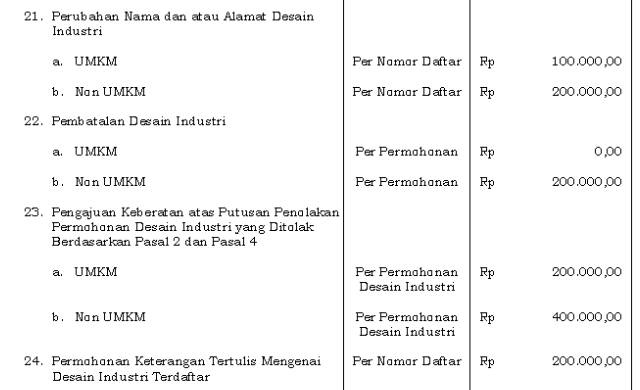 21. Perubahan Nama dan atau Alamat Desain
Industri
a. UMKM Per Nomor Daftar Rp 100.000,00
b. Non UMKM Per Nomor Daftar Rp 200.000,00
22. Pembatalan Desain Industri
a. UMKM Per Permohonan Rp 0,00
b. Non UMKM Per Permohonan Rp 200.000,00
23. Pengajuan Keberatan atas Putusan Penolakan
Permohonan Desain Industri yang Ditolak
Berdasarkan Pasal 2 dan Pasal 4
a. UMKM Per Permohonan Rp 200.000,00
Desain Industri
b. Non UMKM Per Permohonan Rp 400.000,00
Desain Industri
24. Permohonan Keterangan Tertulis Mengenai Per Nomor Daftar Rp 200.000,00
Desain Industri Terdaftar